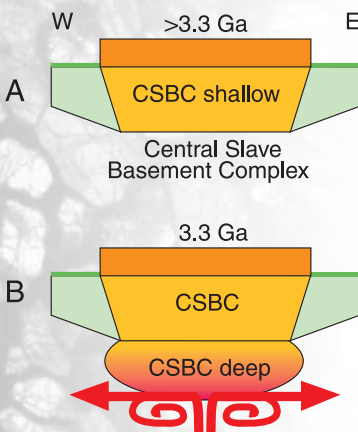 W
>3.3 Ga
E
A
CSBC shallow
Central Slave
Basement Complex
3.3 Ga
B
CSBC
CSBC deep